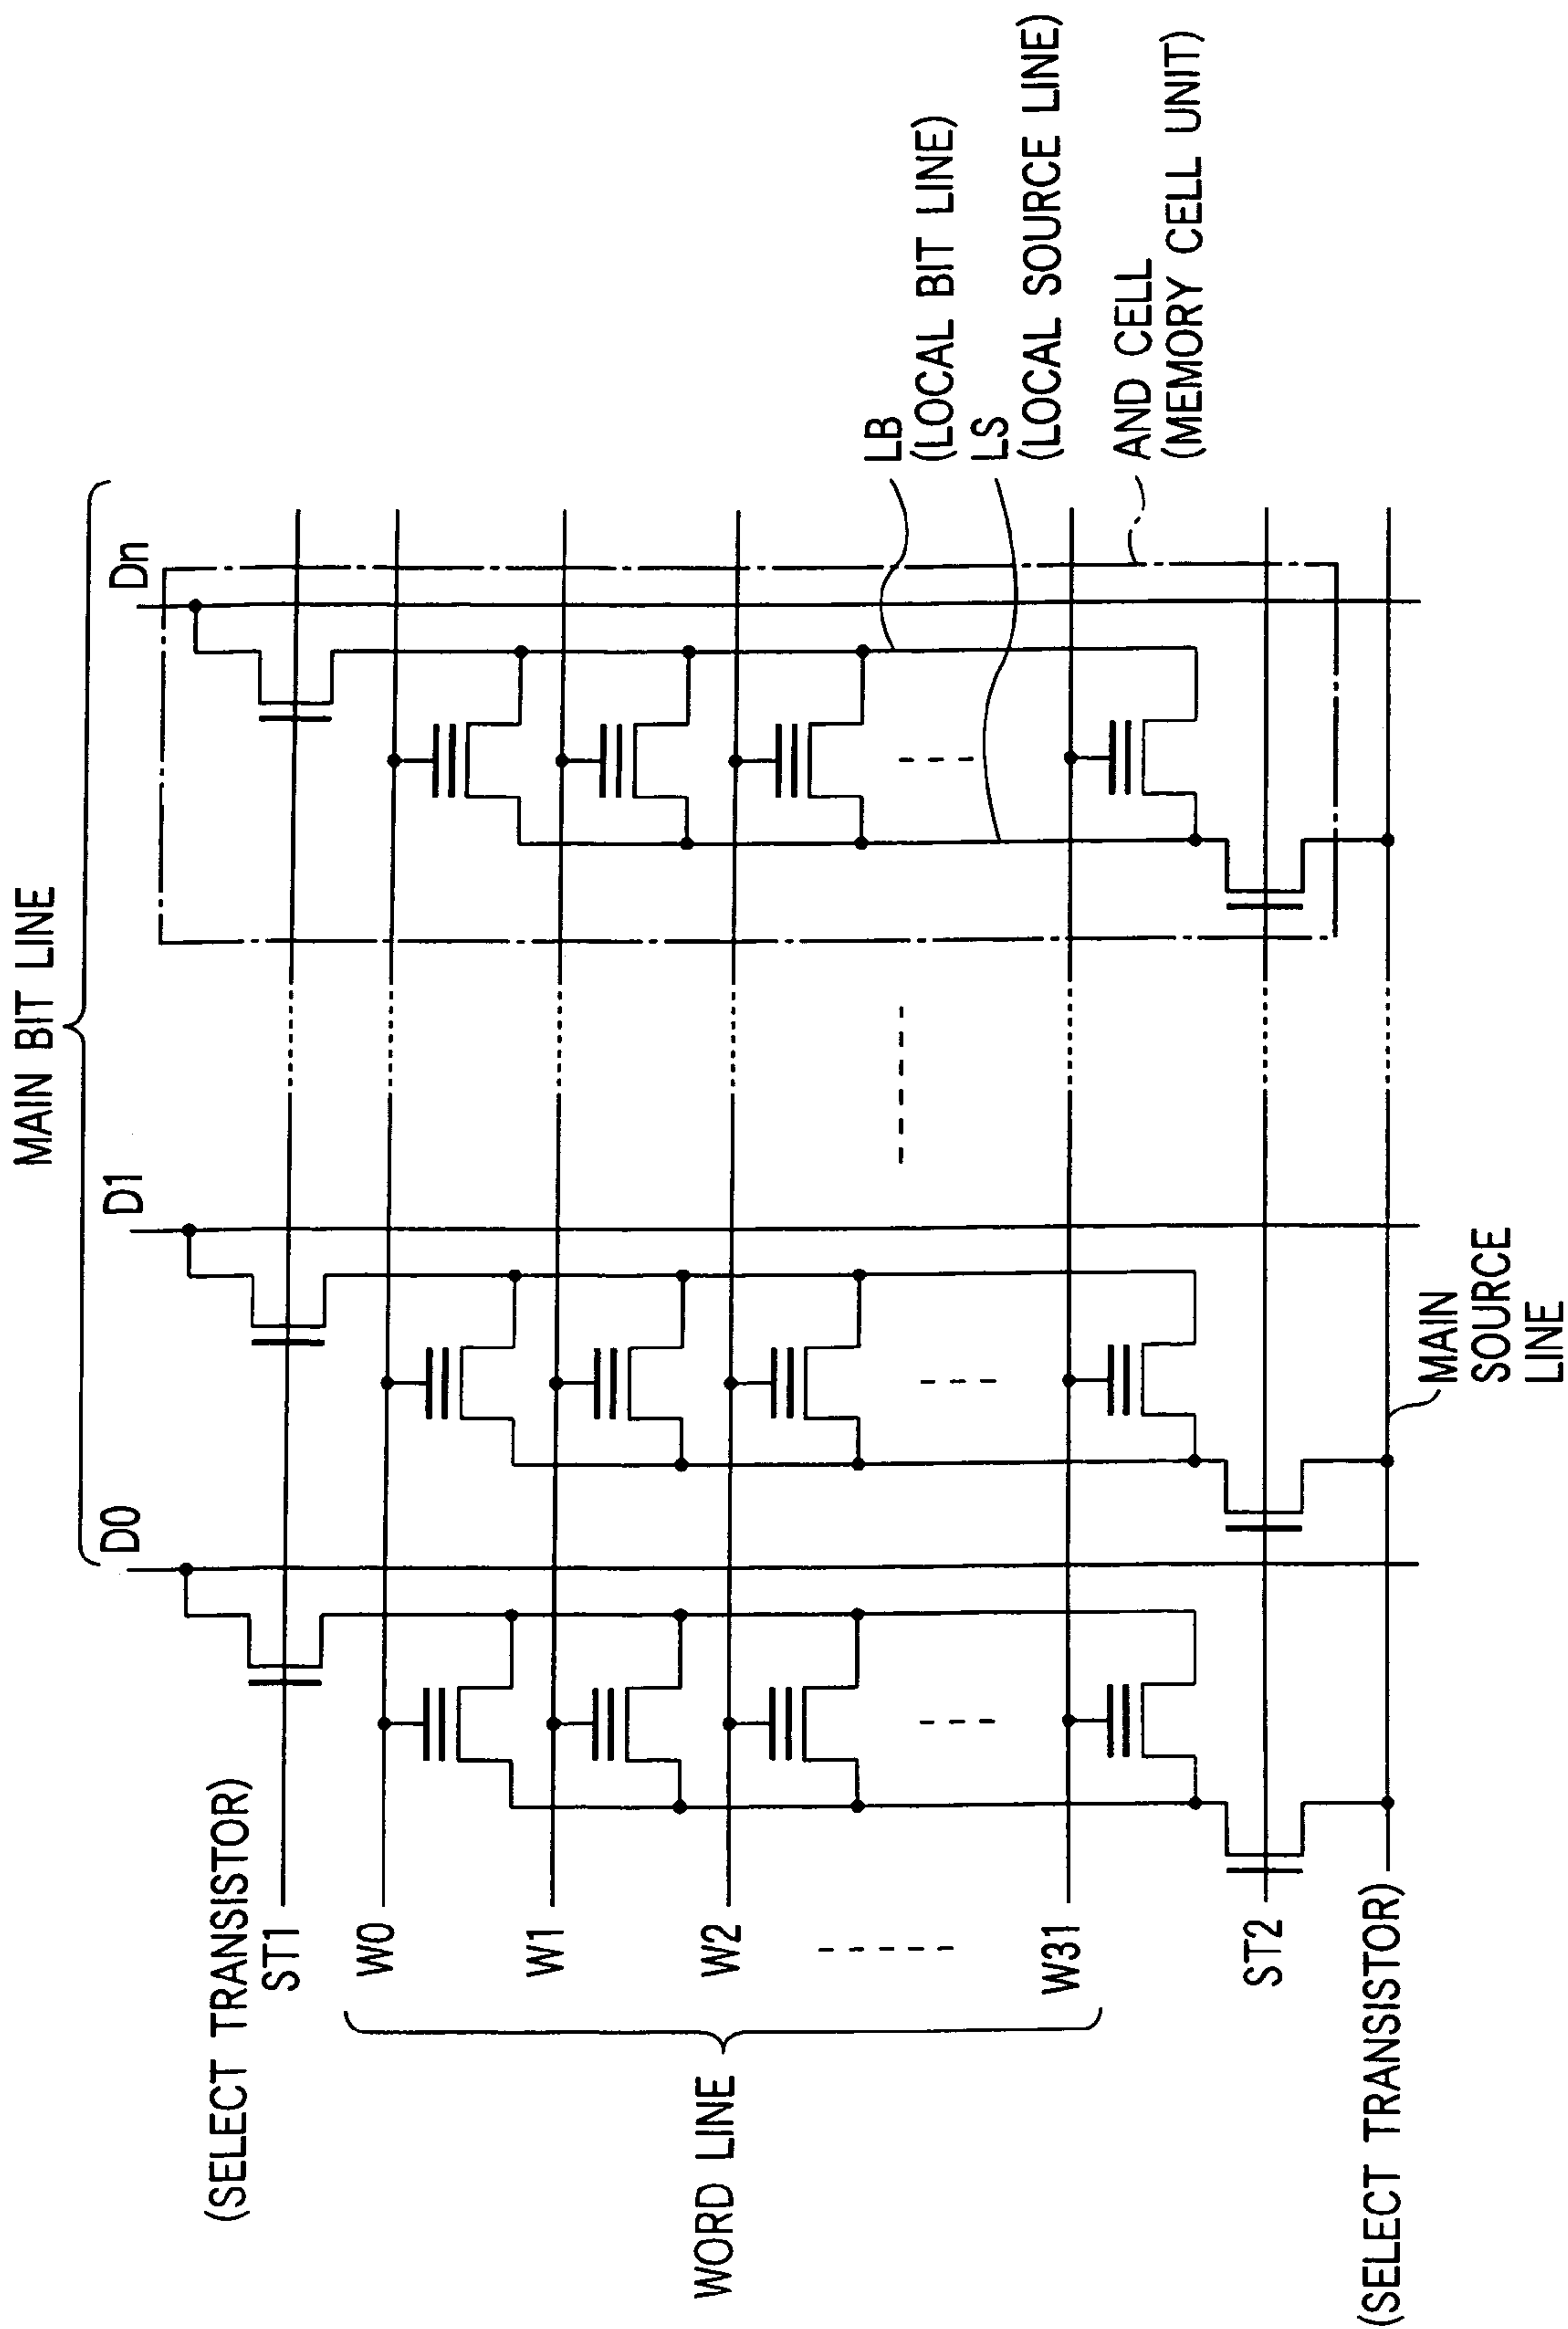 MAIN BIT LINE
D0
D1
Dn
(SELECT TRANSISTOR)
ST1
W0
W1
W2
W31
WORD LINE
ST2
(SELECT TRANSISTOR)
LB
(LOCAL BIT LINE)
LS
(LOCAL SOURCE LINE)
AND CELL
(MEMORY CELL UNIT)
MAIN
SOURCE
LINE